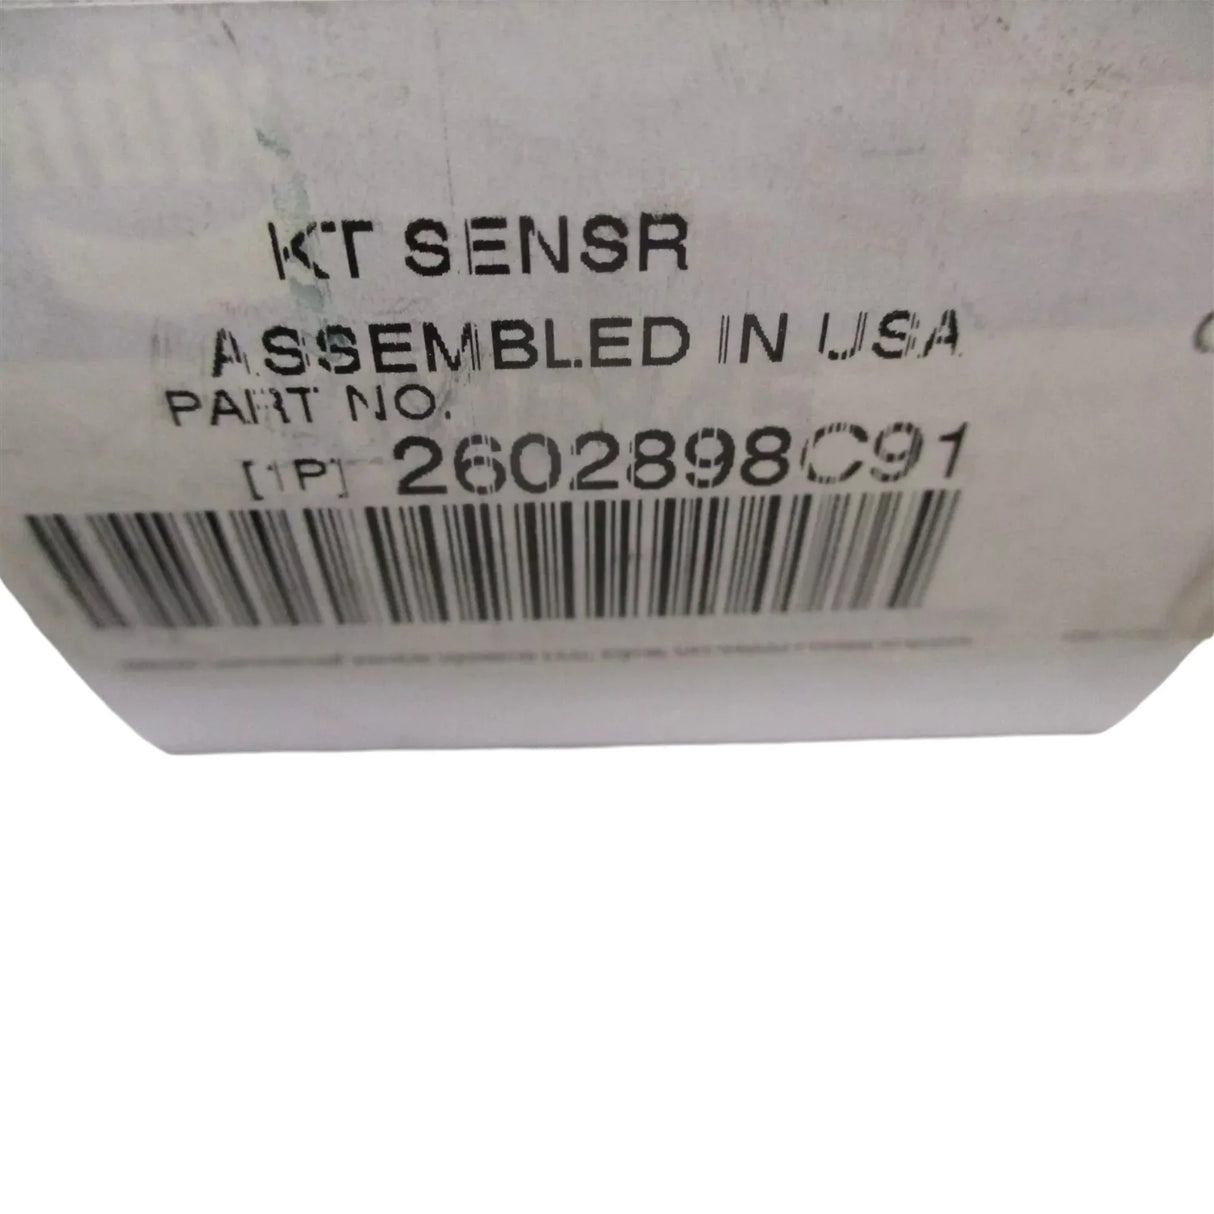 KT SENSR
ASSEMBLED IN USA
PART NO.
[1P] 2602898C91